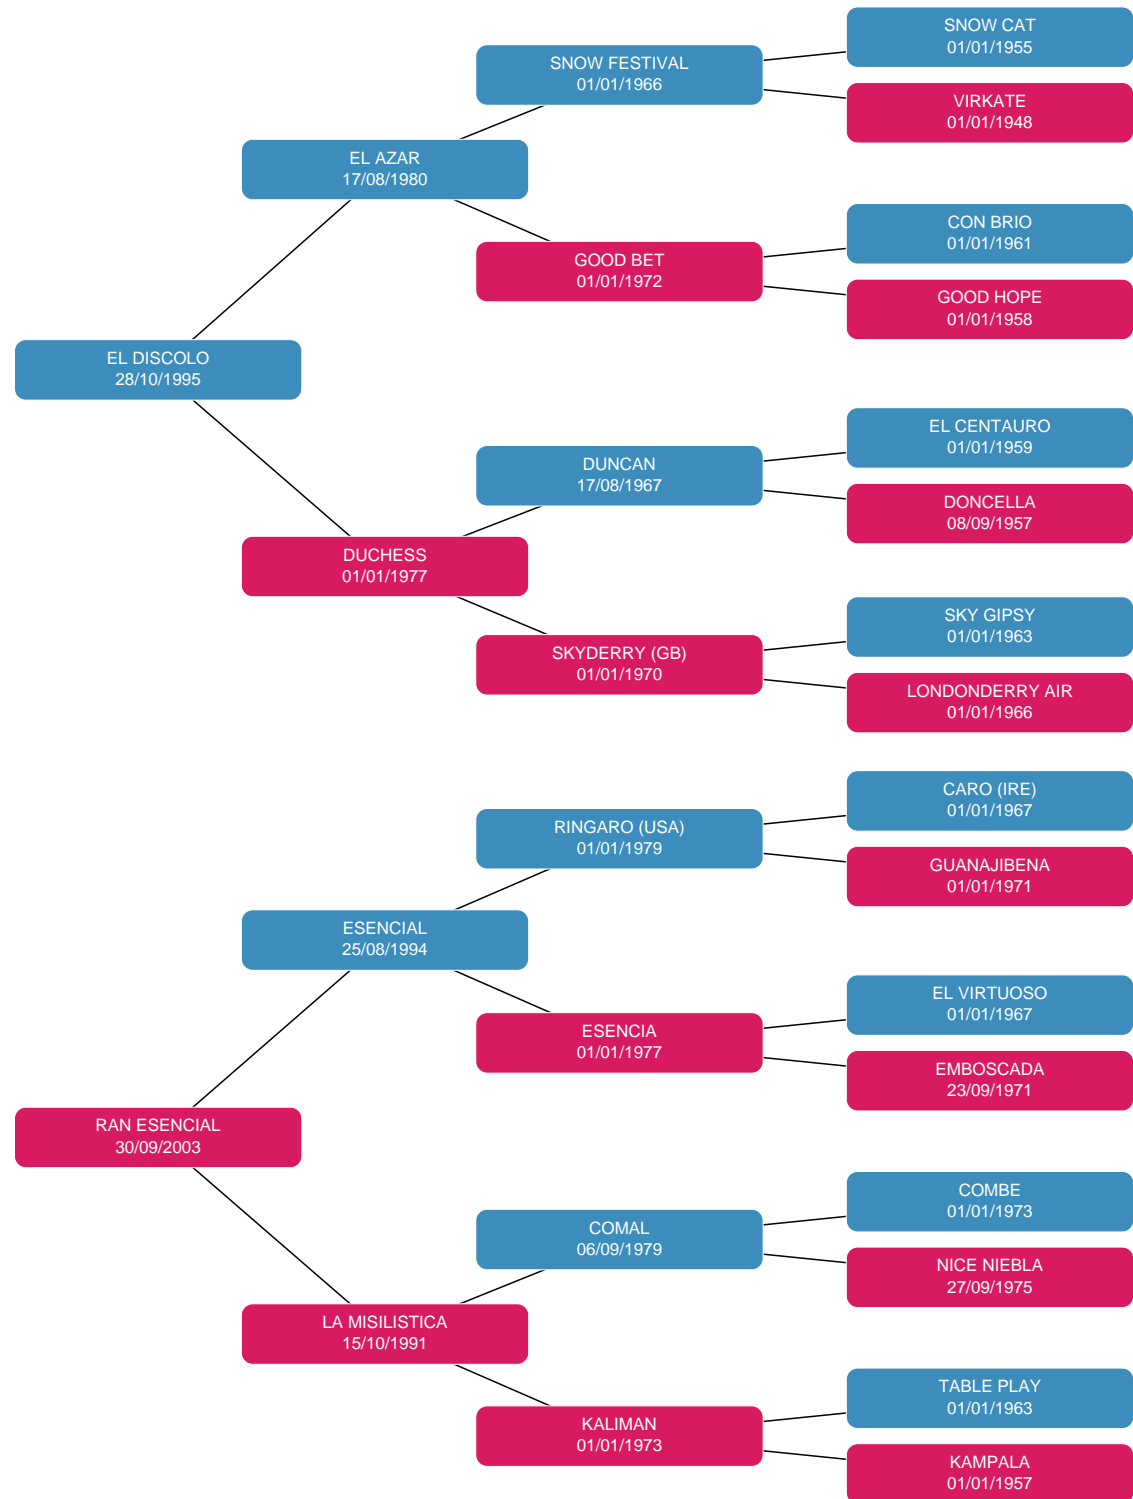 SNOW CAT
01/01/1955
SNOW FESTIVAL
01/01/1966
VIRKATE
01/01/1948
EL AZAR
17/08/1980
CON BRIO
01/01/1961
GOOD BET
01/01/1972
GOOD HOPE
01/01/1958
EL DISCOLO
28/10/1995
EL CENTAURO
01/01/1959
DUNCAN
17/08/1967
DONCELLA
08/09/1957
DUCHESS
01/01/1977
SKY GIPSY
01/01/1963
SKYDERRY (GB)
01/01/1970
LONDONDERRY AIR
01/01/1966
CARO (IRE)
01/01/1967
RINGARO (USA)
01/01/1979
GUANAJIBENA
01/01/1971
ESENCIAL
25/08/1994
EL VIRTUOSO
01/01/1967
ESENCIA
01/01/1977
EMBOSCADA
23/09/1971
RAN ESENCIAL
30/09/2003
COMBE
01/01/1973
COMAL
06/09/1979
NICE NIEBLA
27/09/1975
LA MISILISTICA
15/10/1991
TABLE PLAY
01/01/1963
KALIMAN
01/01/1973
KAMPALA
01/01/1957